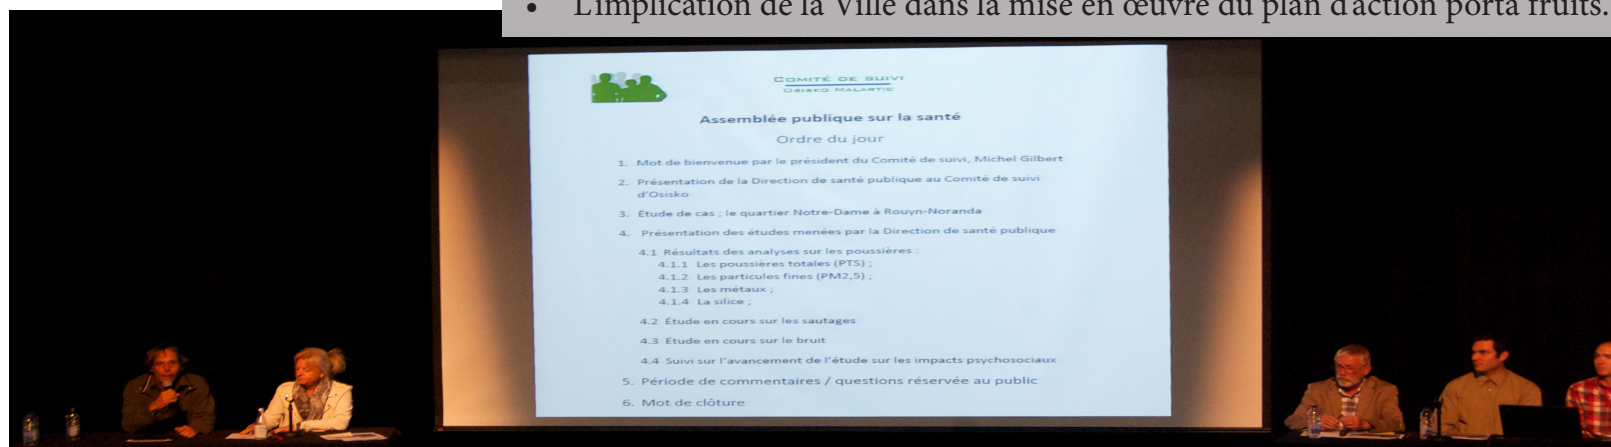 • L'implication de la Ville dans la mise en œuvre du plan d'action porta fruits.
COMITÉ DE SUIVI
OSISKO MALARTIC
Assemblée publique sur la santé
Ordre du jour
1. Mot de bienvenue par le président du Comité de suivi, Michel Gilbert
2. Présentation de la Direction de santé publique au Comité de suivi
d'Osisko
3. Étude de cas ; le quartier Notre-Dame à Rouyn-Noranda
4. Présentation des études menées par la Direction de santé publique
4.1 Résultats des analyses sur les poussières :
4.1.1 Les poussières totales (PTS) ;
4.1.2 Les particules fines (PM2,5) ;
4.1.3 Les métaux ;
4.1.4 La silice ;
4.2 Étude en cours sur les sautages
4.3 Étude en cours sur le bruit
4.4 Suivi sur l'avancement de l'étude sur les impacts psychosociaux
5. Période de commentaires / questions réservée au public
6. Mot de clôture